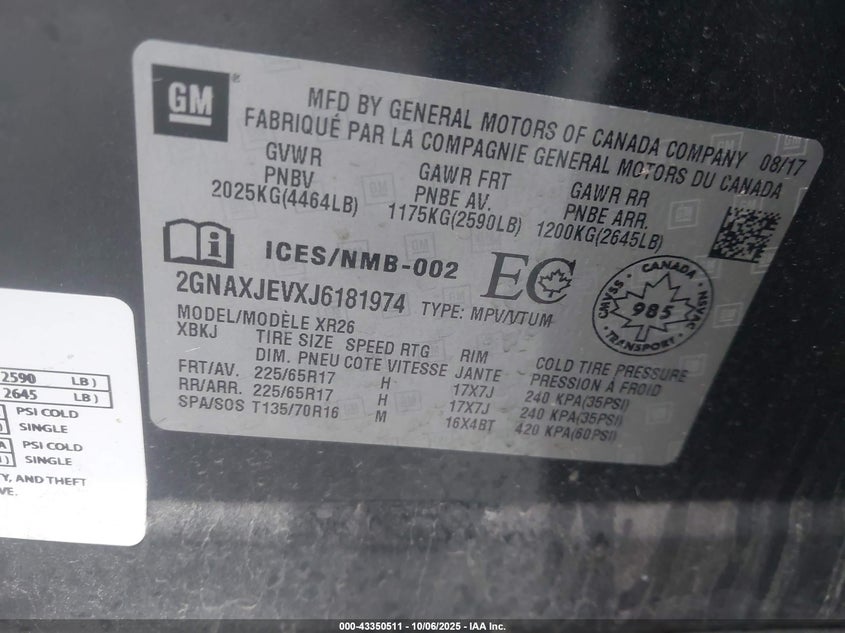 GM
MFD BY GENERAL MOTORS OF CANADA COMPANY 08/17
FABRIQUÉ PAR LA COMPAGNIE GENERAL MOTORS DU CANADA
GVWR
PNBV
2025KG(4464LB)
GAWR FRT
PNBE AV.
1175KG(2590LB)
GAWR RR
PNBE ARR.
1200KG(2645LB)
ICES/NMB-002
EC
2GNAXJEVXJ6181974 TYPE: MPV/VTUM
CANADA
CMVSS 985 NSVAC
TRANSPORT
MODEL/MODÈLE XR26
XBKJ TIRE SIZE SPEED RTG RIM COLD TIRE PRESSURE
DIM. PNEU COTE VITESSE JANTE PRESSION À FROID
FRT/AV. 225/65R17 H 17X7J 240 KPA(35PSI)
RR/ARR. 225/65R17 H 17X7J 240 KPA(35PSI)
SPA/SOS T135/70R16 M 16X4BT 420 KPA(60PSI)
2590 LB)
2645 LB)
PSI COLD
SINGLE
PSI COLD
SINGLE
TY, AND THEFT
VE.
000-43350511 - 10/06/2025 - IAA Inc.